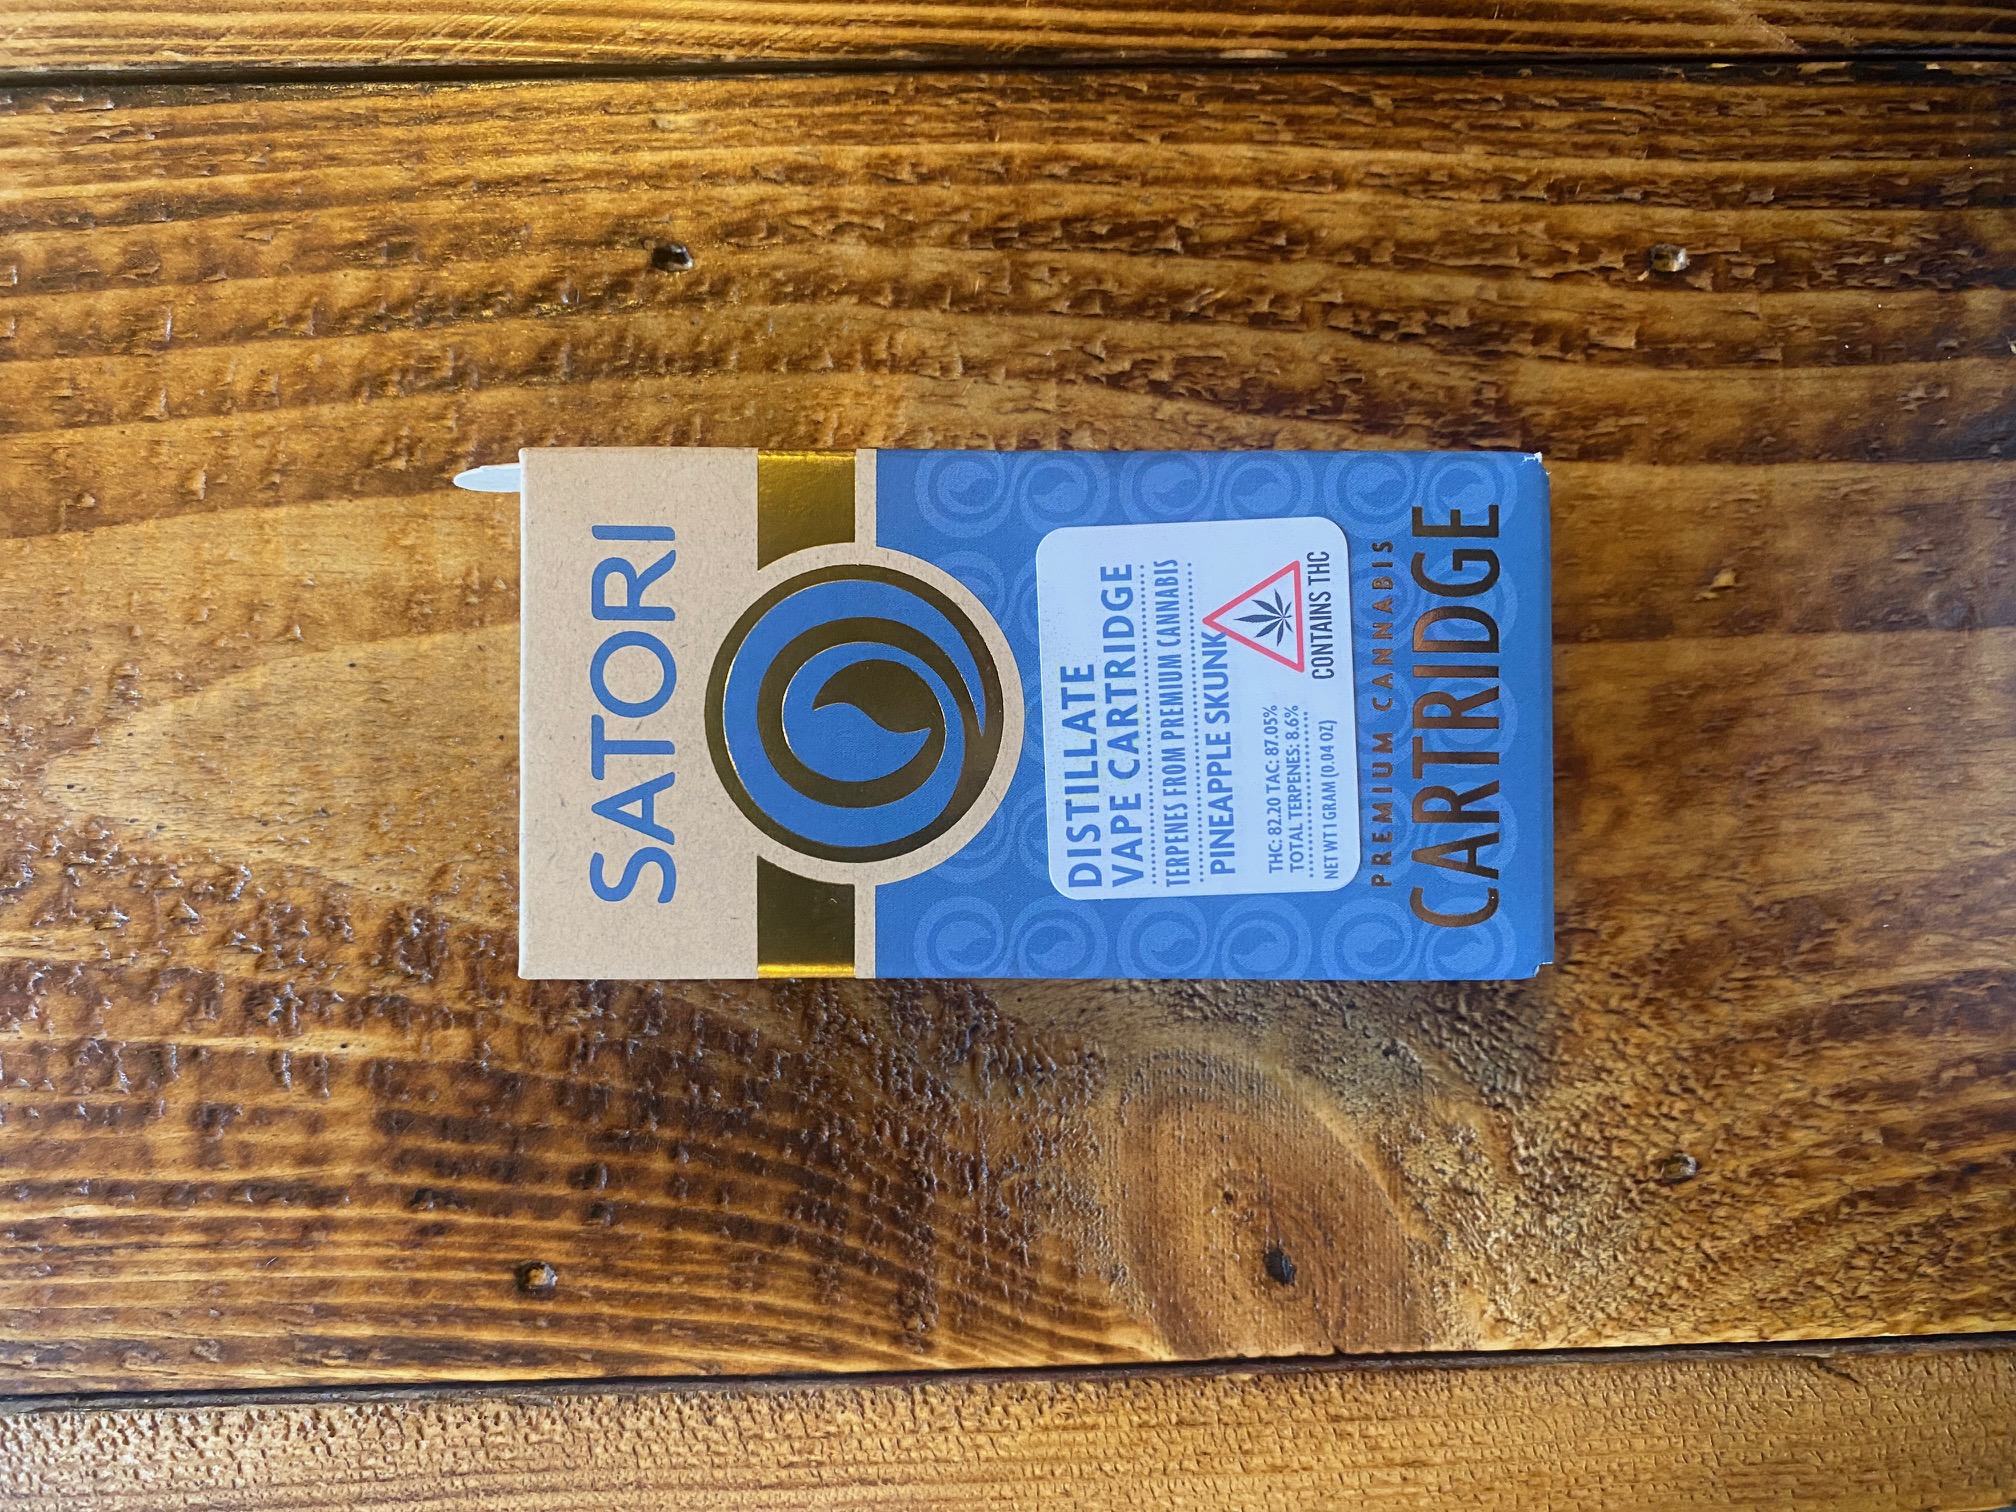 SATORI
DISTILLATE
VAPE CARTRIDGE
TERPENES FROM PREMIUM CANNABIS
PINEAPPLE SKUNK
THC: 82.20 TAC: 87.05%
TOTAL TERPENES: 8.6%
NET WT 1 GRAM (0.04 OZ)
CONTAINS THC
PREMIUM CANNABIS
CARTRIDGE